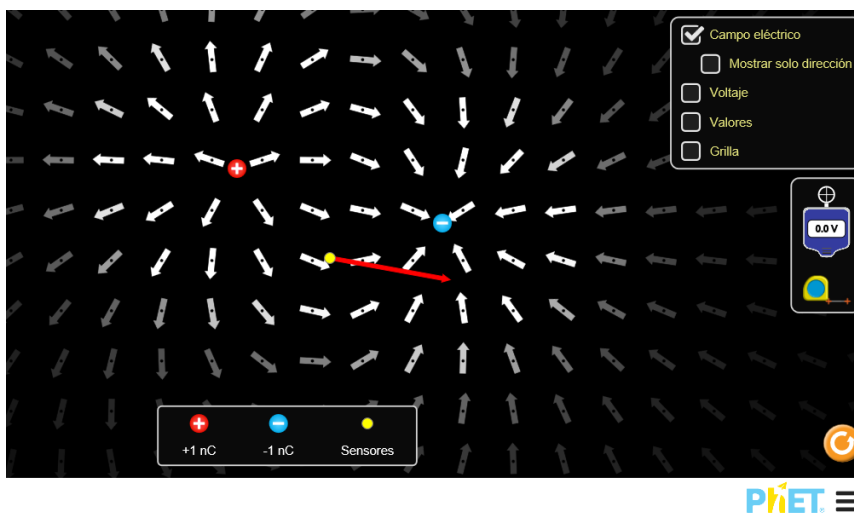 Campo eléctrico
Mostrar solo dirección
Voltaje
Valores
Grilla
0.0 V
+1 nC
-1 nC
Sensores
PhET